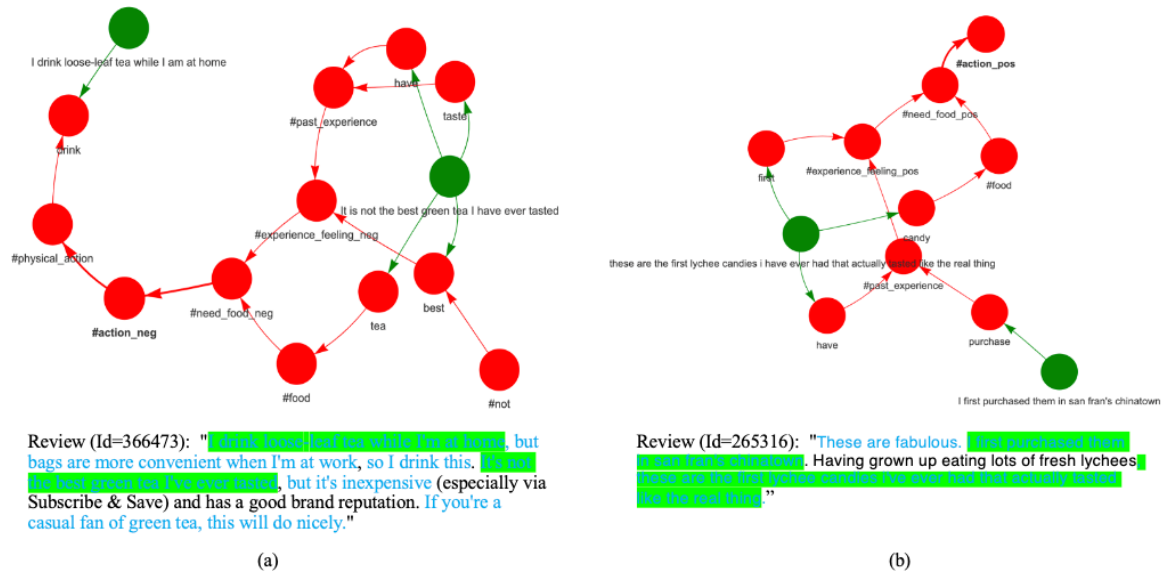 I drink loose-leaf tea while I am at home
drink
#physical_action
#action_neg
have
taste
#past_experience
It is not the best green tea I have ever tasted
#experience_feeling_neg
#need_food_neg
tea
best
#food
#not
Review (Id=366473): "I drink loose-leaf tea while I'm at home, but
bags are more convenient when I'm at work, so I drink this. It's not
the best green tea I've ever tasted, but it's inexpensive (especially via
Subscribe & Save) and has a good brand reputation. If you're a
casual fan of green tea, this will do nicely."
(a)
#action_pos
#need_food_pos
first
#experience_feeling_pos
#food
candy
these are the first lychee candies i have ever had that actually tasted like the real thing
#past_experience
have
purchase
I first purchased them in san fran's chinatown
Review (Id=265316): "These are fabulous. I first purchased them
in san fran's chinatown. Having grown up eating lots of fresh lychees
these are the first lychee candies I've ever had that actually tasted
like the real thing.”
(b)